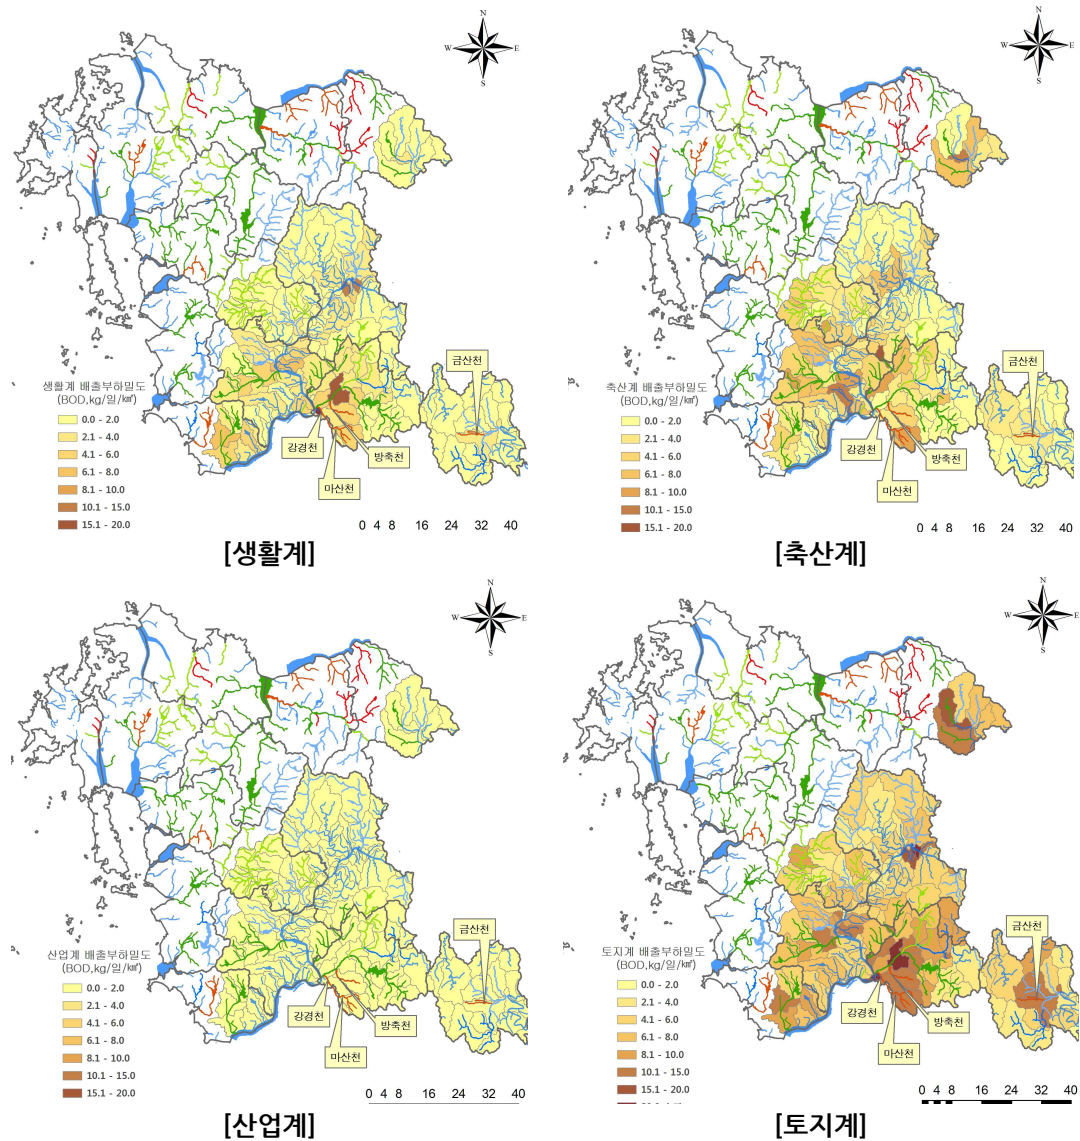 N
W E
S
금산천
생활계 배출부하밀도
(BOD,kg/일/㎢)
0.0 - 2.0
2.1 - 4.0
4.1 - 6.0
6.1 - 8.0
8.1 - 10.0
10.1 - 15.0
15.1 - 20.0
강경천
방축천
마산천
0 4 8 16 24 32 40
[생활계]
N
W E
S
금산천
축산계 배출부하밀도
(BOD,kg/일/㎢)
0.0 - 2.0
2.1 - 4.0
4.1 - 6.0
6.1 - 8.0
8.1 - 10.0
10.1 - 15.0
15.1 - 20.0
강경천
방축천
마산천
0 4 8 16 24 32 40
[축산계]
N
W E
S
금산천
산업계 배출부하밀도
(BOD,kg/일/㎢)
0.0 - 2.0
2.1 - 4.0
4.1 - 6.0
6.1 - 8.0
8.1 - 10.0
10.1 - 15.0
15.1 - 20.0
강경천
방축천
마산천
0 4 8 16 24 32 40
[산업계]
N
W E
S
금산천
토지계 배출부하밀도
(BOD,kg/일/㎢)
0.0 - 2.0
2.1 - 4.0
4.1 - 6.0
6.1 - 8.0
8.1 - 10.0
10.1 - 15.0
15.1 - 20.0
강경천
방축천
마산천
0 4 8 16 24 32 40
[토지계]